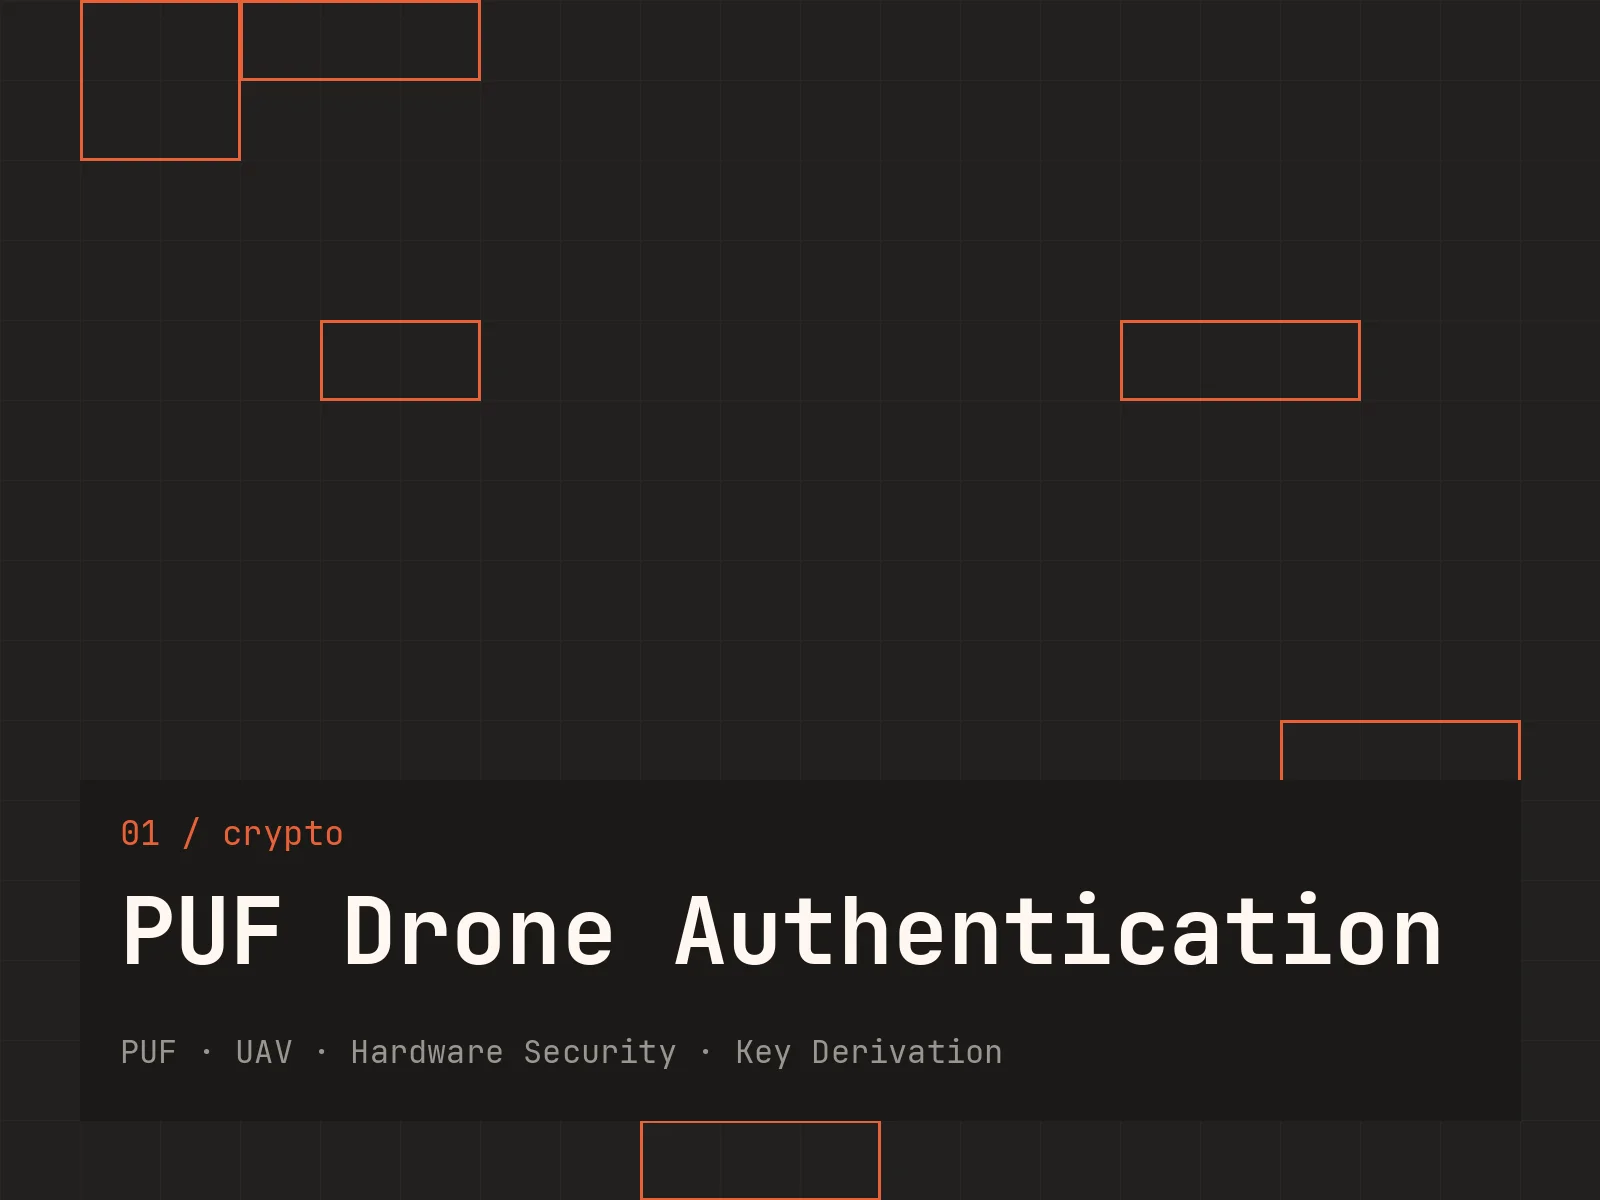 01 / crypto
PUF Drone Authentication
PUF · UAV · Hardware Security · Key Derivation